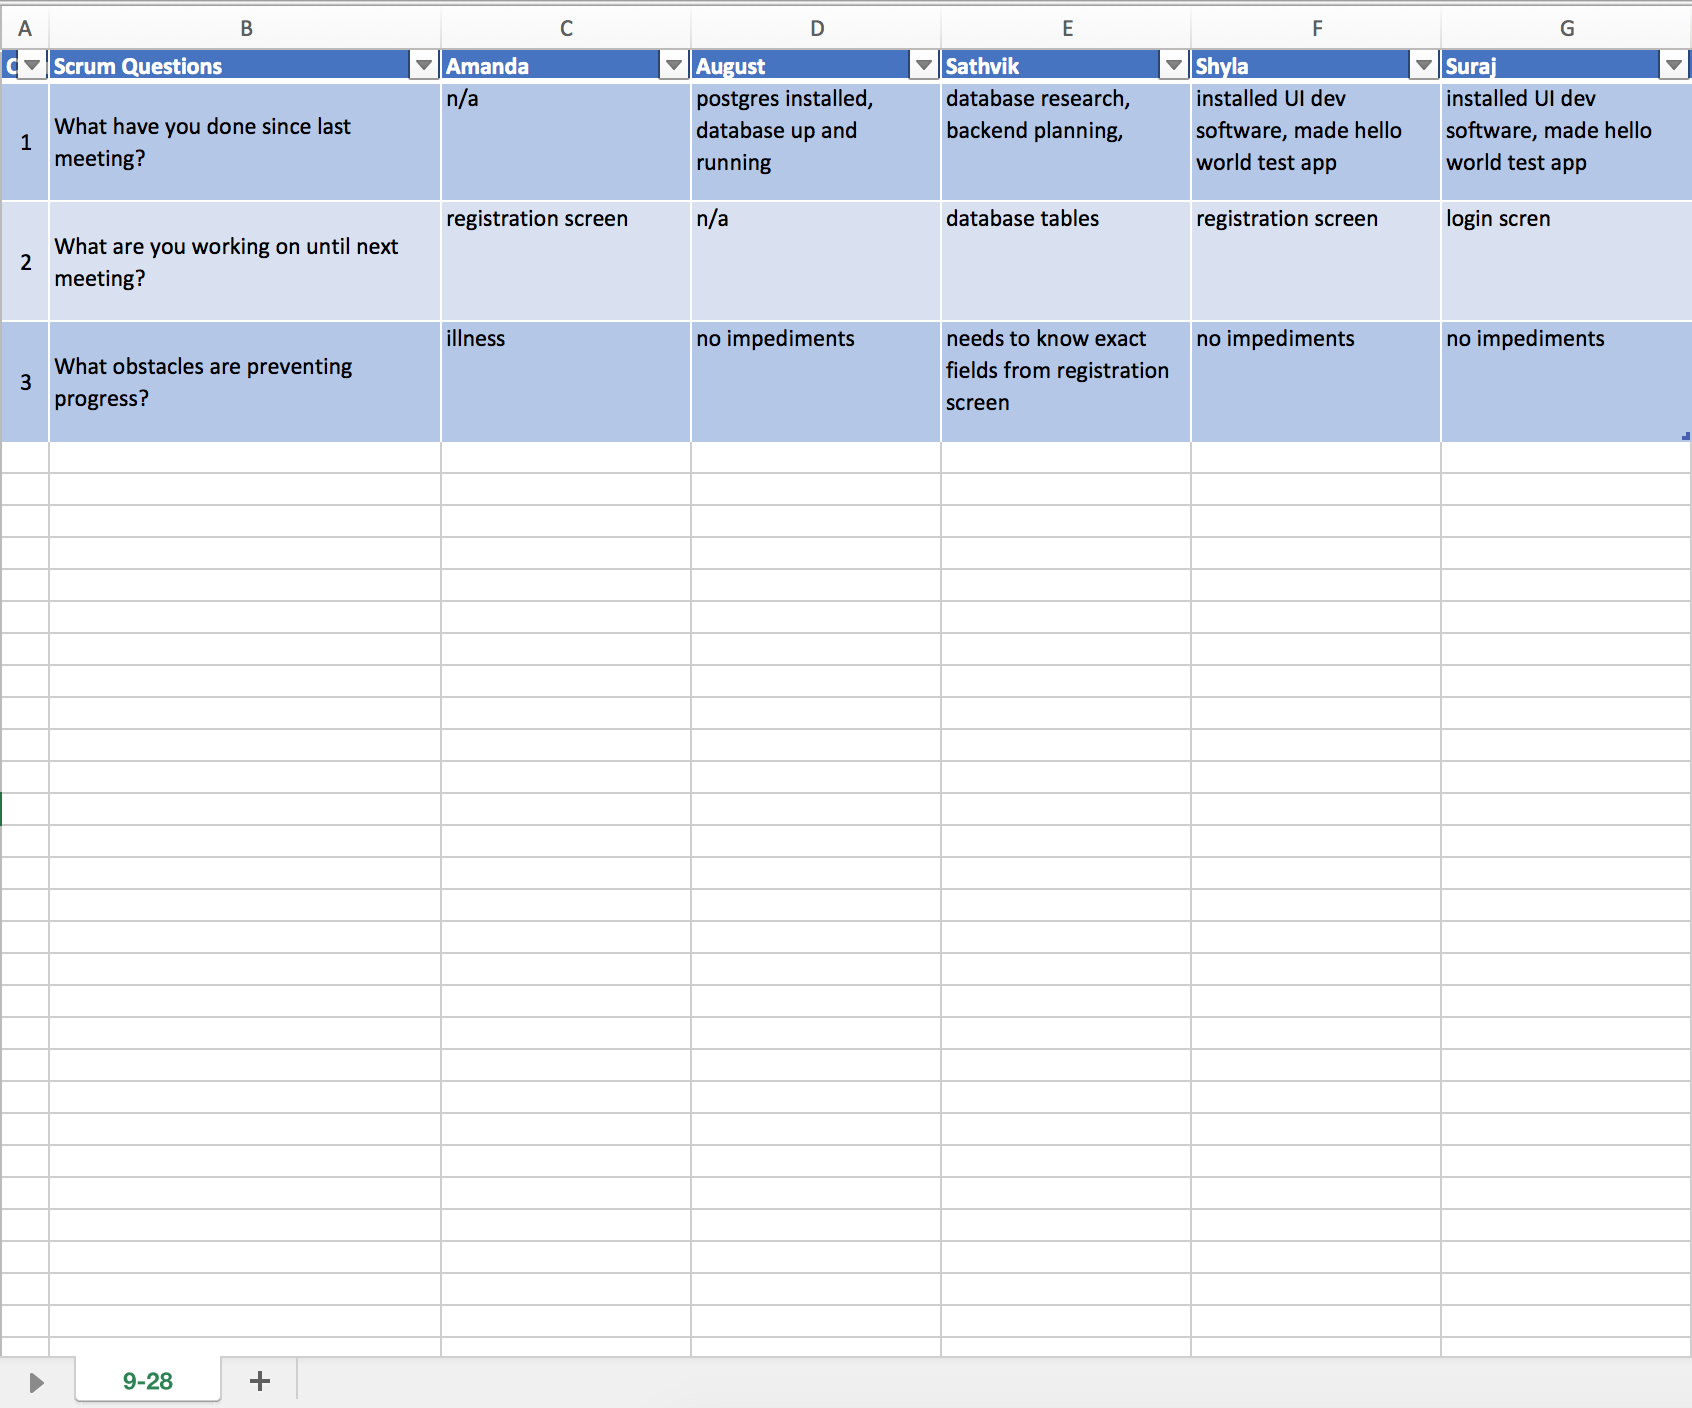 A B C D E F G
Scrum Questions Amanda August Sathvik Shyla Suraj
1
What have you done since last
meeting?
n/a
postgres installed,
database up and
running
database research,
backend planning,
installed UI dev
software, made hello
world test app
installed UI dev
software, made hello
world test app
2
What are you working on until next
meeting?
registration screen
n/a
database tables
registration screen
login scren
3
What obstacles are preventing
progress?
illness
no impediments
needs to know exact
fields from registration
screen
no impediments
no impediments
9-28 +